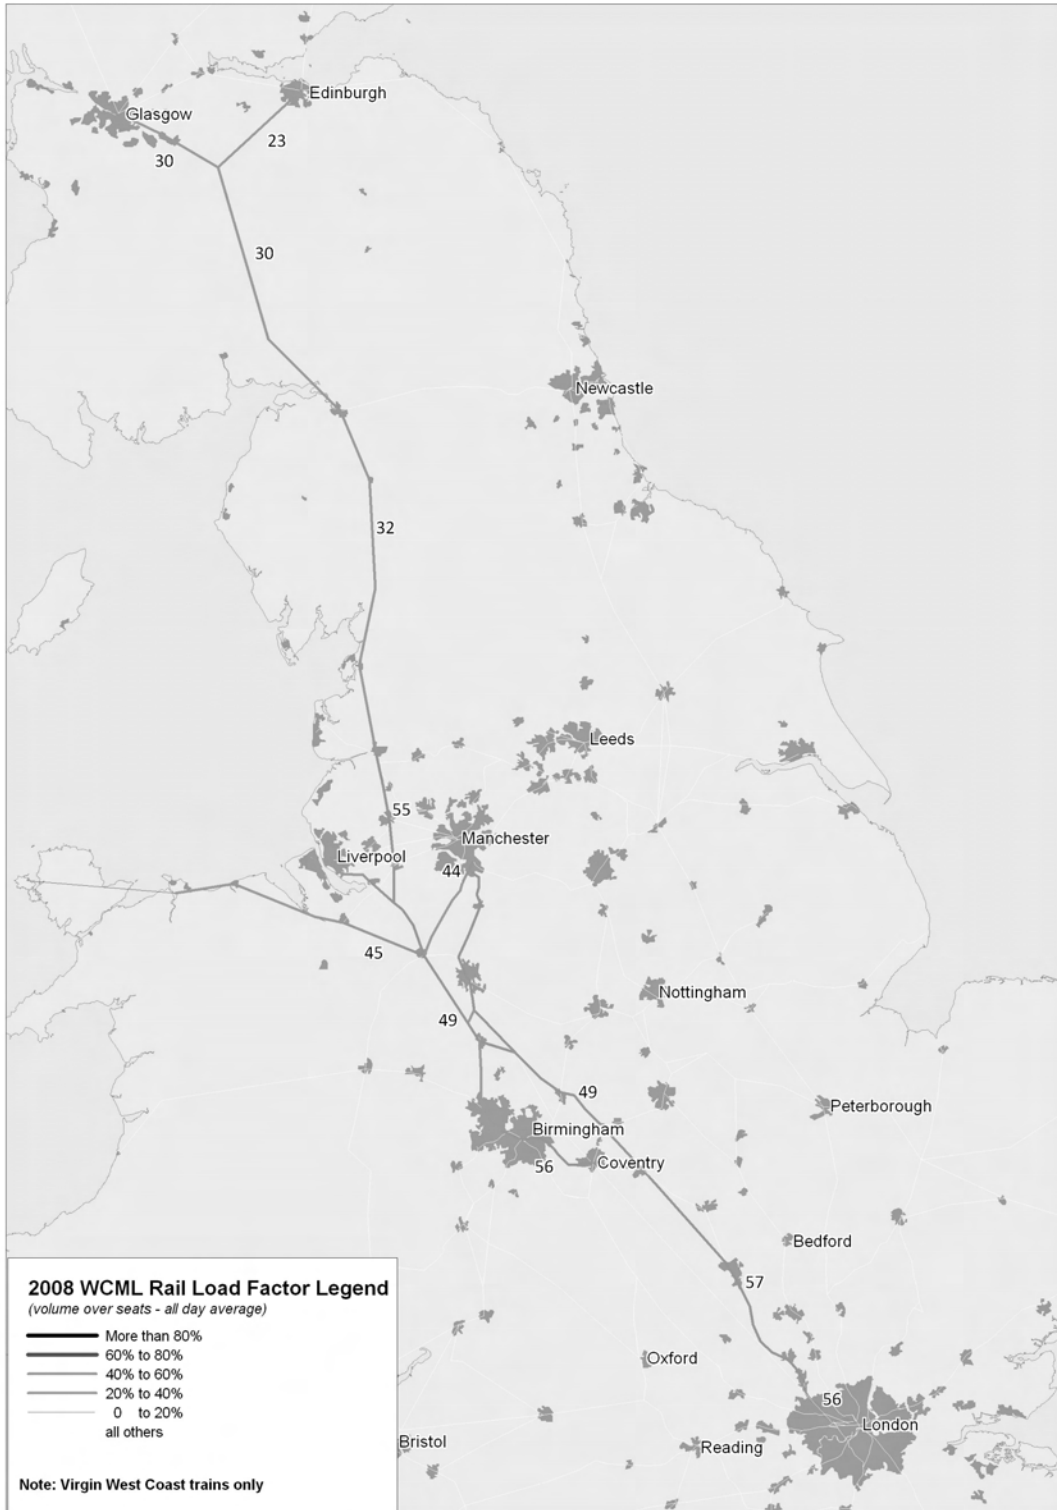 Edinburgh
Glasgow
23
30
30
Newcastle
32
Leeds
55
Manchester
Liverpool
44
45
Nottingham
49
49
Peterborough
Birmingham
56
Coventry
Bedford
57
2008 WCML Rail Load Factor Legend
(volume over seats - all day average)
More than 80%
60% to 80%
40% to 60%
20% to 40%
0 to 20%
all others
Note: Virgin West Coast trains only
Oxford
56
London
Bristol
Reading